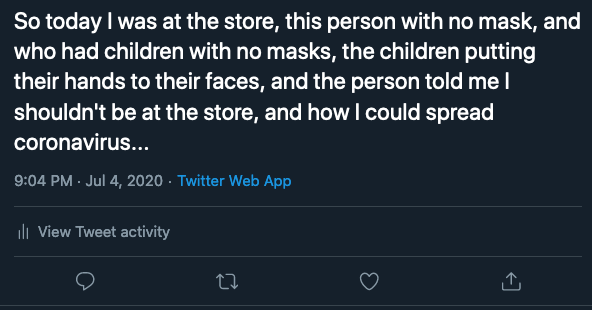 So today I was at the store, this person with no mask, and
who had children with no masks, the children putting
their hands to their faces, and the person told me I
shouldn't be at the store, and how I could spread
coronavirus...
9:04 PM · Jul 4, 2020 · Twitter Web App
View Tweet activity